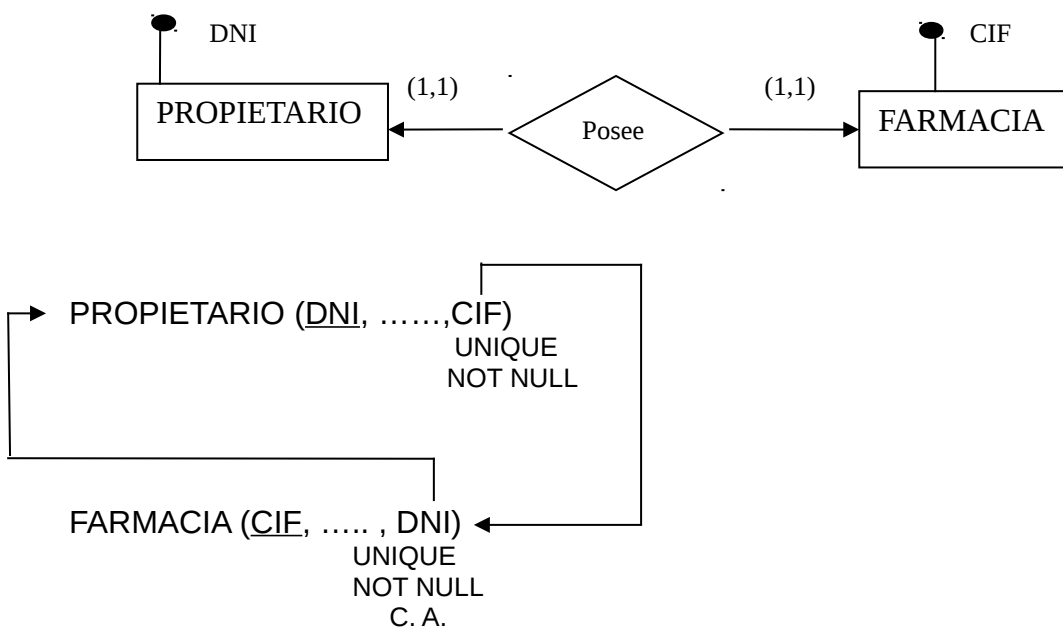 DNI
CIF
(1,1)
(1,1)
PROPIETARIO
Posee
FARMACIA
PROPIETARIO (DNI, ……,CIF)
UNIQUE
NOT NULL
FARMACIA (CIF, ….. , DNI)
UNIQUE
NOT NULL
C. A.